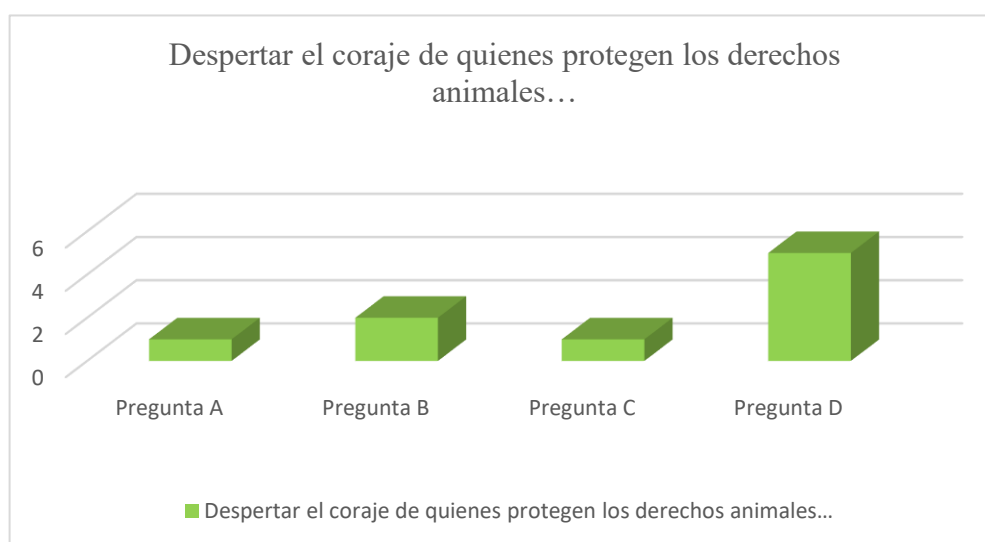 Despertar el coraje de quienes protegen los derechos
animales…
6
4
2
0
Pregunta A Pregunta B Pregunta C Pregunta D
Despertar el coraje de quienes protegen los derechos animales…